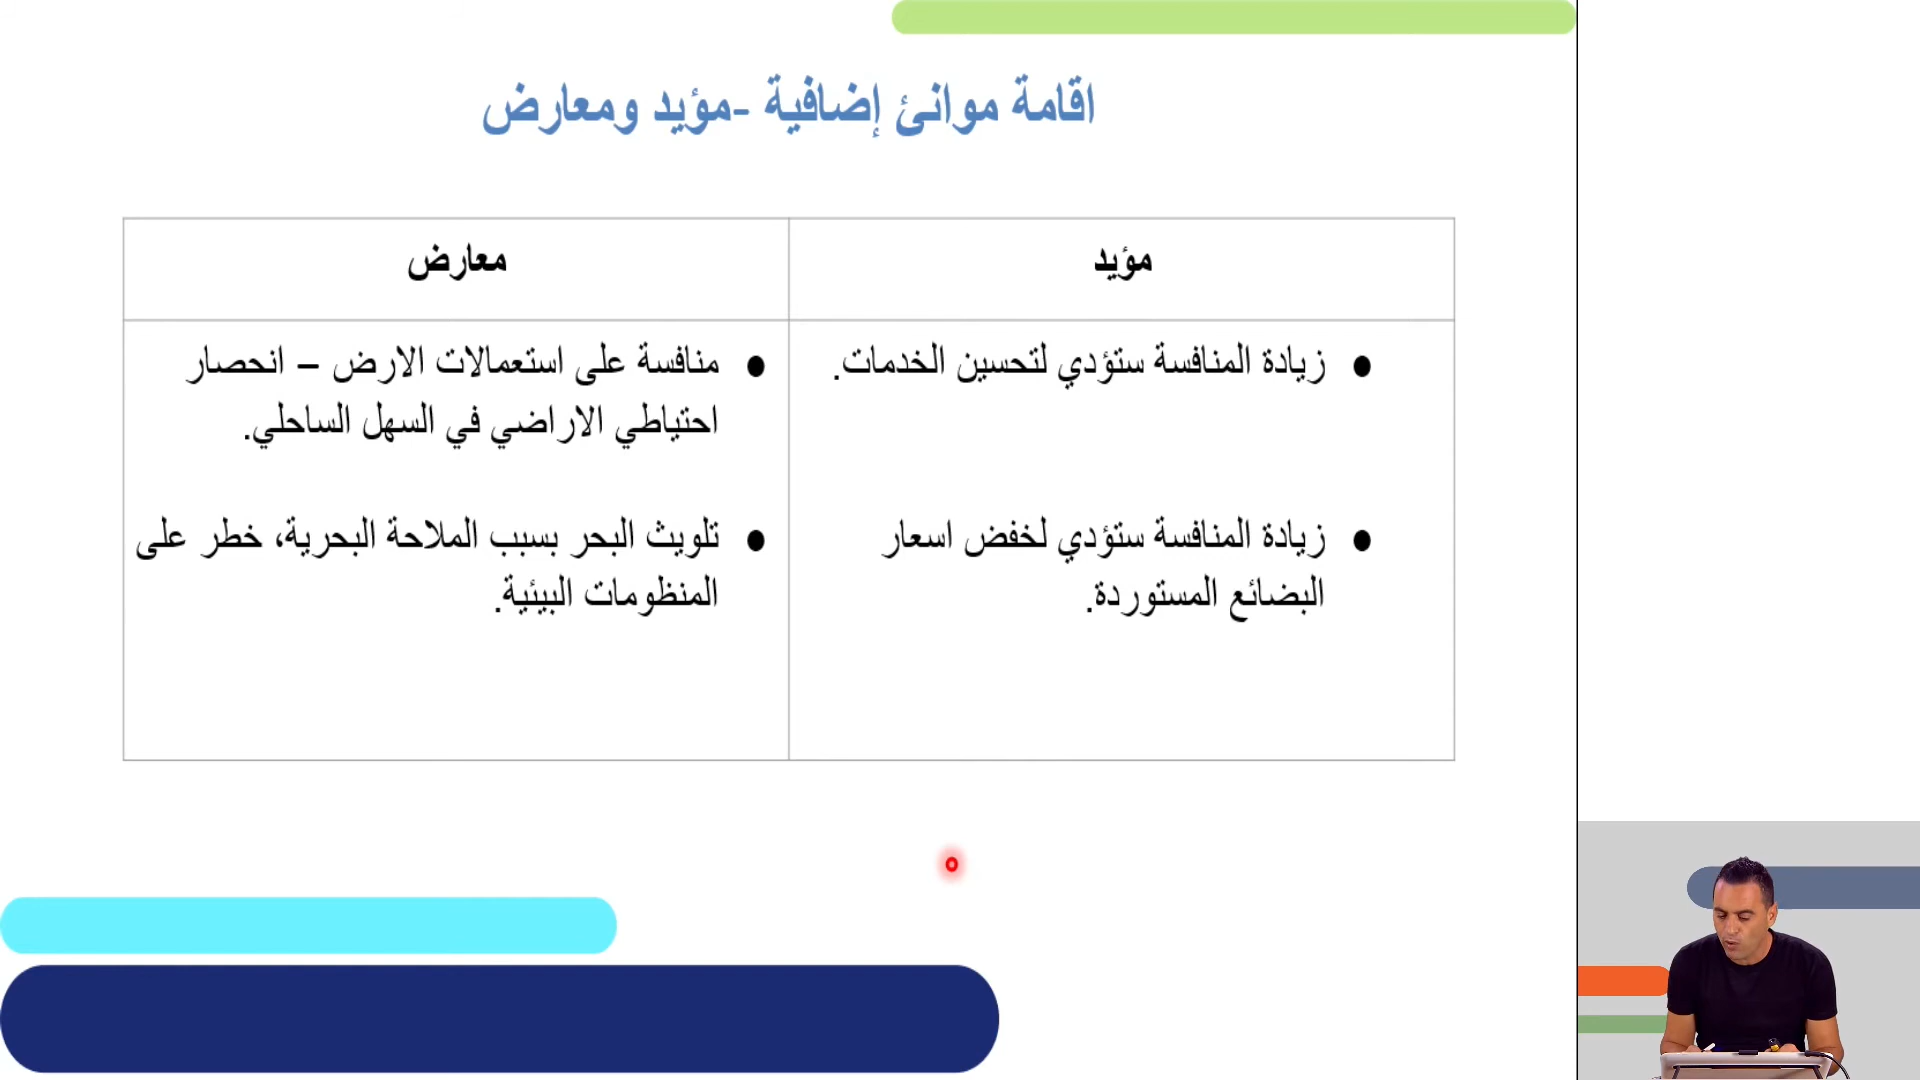 اقامة موانئ إضافية -مؤيد ومعارض
مؤيد
معارض
● زيادة المنافسة ستؤدي لتحسين الخدمات.
● زيادة المنافسة ستؤدي لخفض اسعار
البضائع المستوردة.
● منافسة على استعمالات الارض – انحصار
احتياطي الاراضي في السهل الساحلي.
● تلويث البحر بسبب الملاحة البحرية، خطر على
المنظومات البيئية.